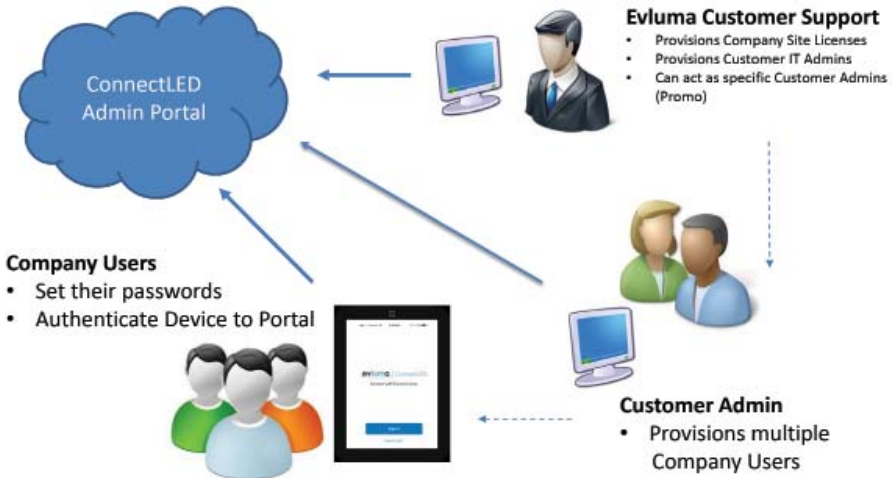 Evluma Customer Support
• Provisions Company Site Licenses
• Provisions Customer IT Admins
• Can act as specific Customer Admins
(Promo)
ConnectLED
Admin Portal
Company Users
• Set their passwords
• Authenticate Device to Portal
evluma
Customer Admin
• Provisions multiple
Company Users